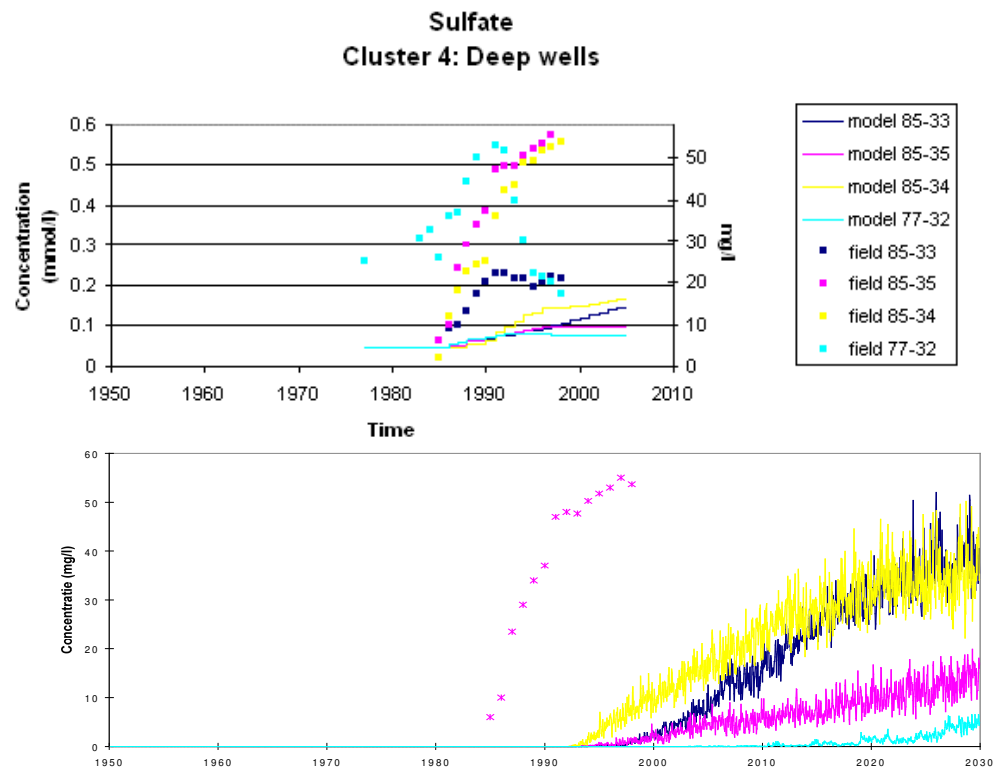 Sulfate
Cluster 4: Deep wells
0.6
0.5
0.4
0.3
0.2
0.1
0
Concentration
(mmol/l)
50
40
30
20
10
0
mg/l
1950 1960 1970 1980 1990 2000 2010
Time
model 85-33
model 85-35
model 85-34
model 77-32
field 85-33
field 85-35
field 85-34
field 77-32
60
50
40
30
20
10
0
Concentratie (mg/l)
1950 1960 1970 1980 1990 2000 2010 2020 2030